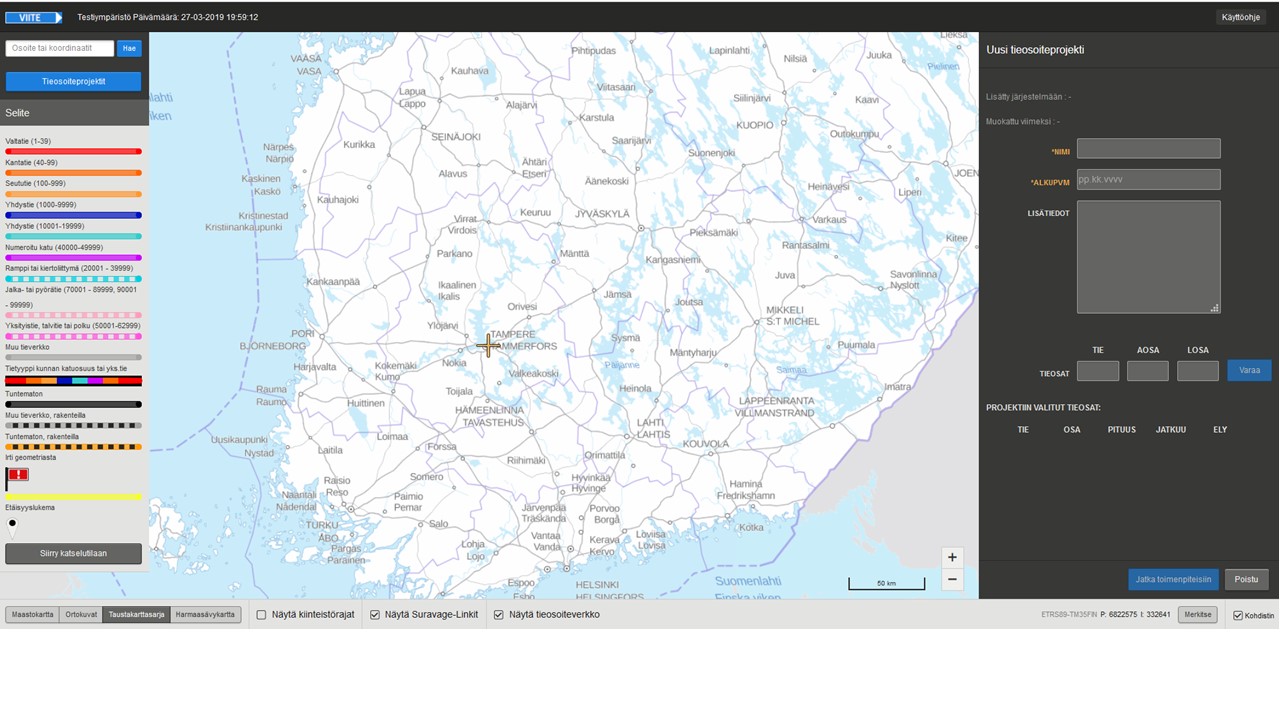 VIITE
Testiympäristö Päivämäärä: 27-03-2019 19:59:12
Käyttöohje
Osoite tai koordinaatit
Hae
Tieosoiteprojektit
Selite
Valtatie (1-39)
Kantatie (40-99)
Seututie (100-999)
Yhdystie (1000-9999)
Yhdystie (10001-19999)
Numeroitu katu (40000-49999)
Ramppi tai kiertoliittymä (20001 - 39999)
Jalka- tai pyörätie (70001 - 89999, 90001
- 99999)
Yksityistie, talvitie tai polku (50001-62999)
Muu tieverkko
Tietyyppi kunnan katuosuus tai yks.tie
Tuntematon
Muu tieverkko, rakenteilla
Tuntematon, rakenteilla
Irti geometriasta
Etäisyyslukema
Siirry katselutilaan
lahti
iken
VAASA
VASA
Pihtipudas
Lapinlahti
Nilsiä
Juuka
Lieksa
Pielinen
Kauhava
Lapua
Lappo
Alajärvi
Viitasaari
Siilinjärvi
Kaavi
Karstula
KUOPIO
Outokumpu
SEINÄJOKI
Kurikka
Saarijärvi
Suonenjoki
Närpes
Närpiö
Ähtäri
Etseri
Alavus
Äänekoski
JOEN
Kaskinen
Kaskö
Heinävesi
Liperi
Kauhajoki
Kristinestad
Kristiinankaupunki
Virrat
Virdois
Keuruu
JYVÄSKYLÄ
Varkaus
Pieksämäki
Kitee
Rantasalmi
Parkano
Mänttä
Kangasniemi
Kankaanpää
Ikaalinen
Ikalis
Juva
Savonlinna
Nyslott
Jämsä
Joutsa
Orivesi
MIKKELI
S:T MICHEL
Ylöjärvi
PORI
BJÖRNEBORG
TAMPERE
TAMMERFORS
Sysmä
Puumala
Mäntyharju
Harjavalta
Kokemäki
Kumo
Nokia
Päijänne
Saimaa
Valkeakoski
Rauma
Raumo
Toijala
Heinola
Imatra
Huittinen
HÄMEENLINNA
TAVASTEHUS
LAPPEENRANTA
VILLMANSTRAND
Uusikaupunki
Nystad
Loimaa
LAHTI
LAHTIS
KOUVOLA
Laitila
Forssa
Riihimäki
Orimattila
Raisio
Reso
Somero
Hyvinkää
Hyvinge
Hamina
Fredrikshamn
Naantali
Nådendal
Paimio
Pemar
Järvenpää
Träskända
Porvoo
Borgå
TURKU
ÅBO
Salo
Kotka
Pargas
Parainen
Lohja
Lojo
Vantaa
Vanda
Kerava
Kervo
Loviisa
Lovisa
Espoo
Esbo
HELSINKI
HELSINGFORS
Suomenlahti
Finska viken
50 km
+
−
Uusi tieosoiteprojekti
Lisätty järjestelmään : -
Muokattu viimeksi : -
*NIMI
*ALKUPVM
pp.kk.vvvv
LISÄTIEDOT
TIE AOSA LOSA
TIEOSAT
Varaa
PROJEKTIIN VALITUT TIEOSAT:
TIE OSA PITUUS JATKUU ELY
Jatka toimenpiteisiin
Poistu
Maastokartta
Ortokuvat
Taustakarttasarja
Harmaasävykartta
Näytä kiinteistörajat
Näytä Suravage-Linkit
Näytä tieosoiteverkko
ETRS89-TM35FIN P: 6822575 I: 332641
Merkitse
Kohdistin